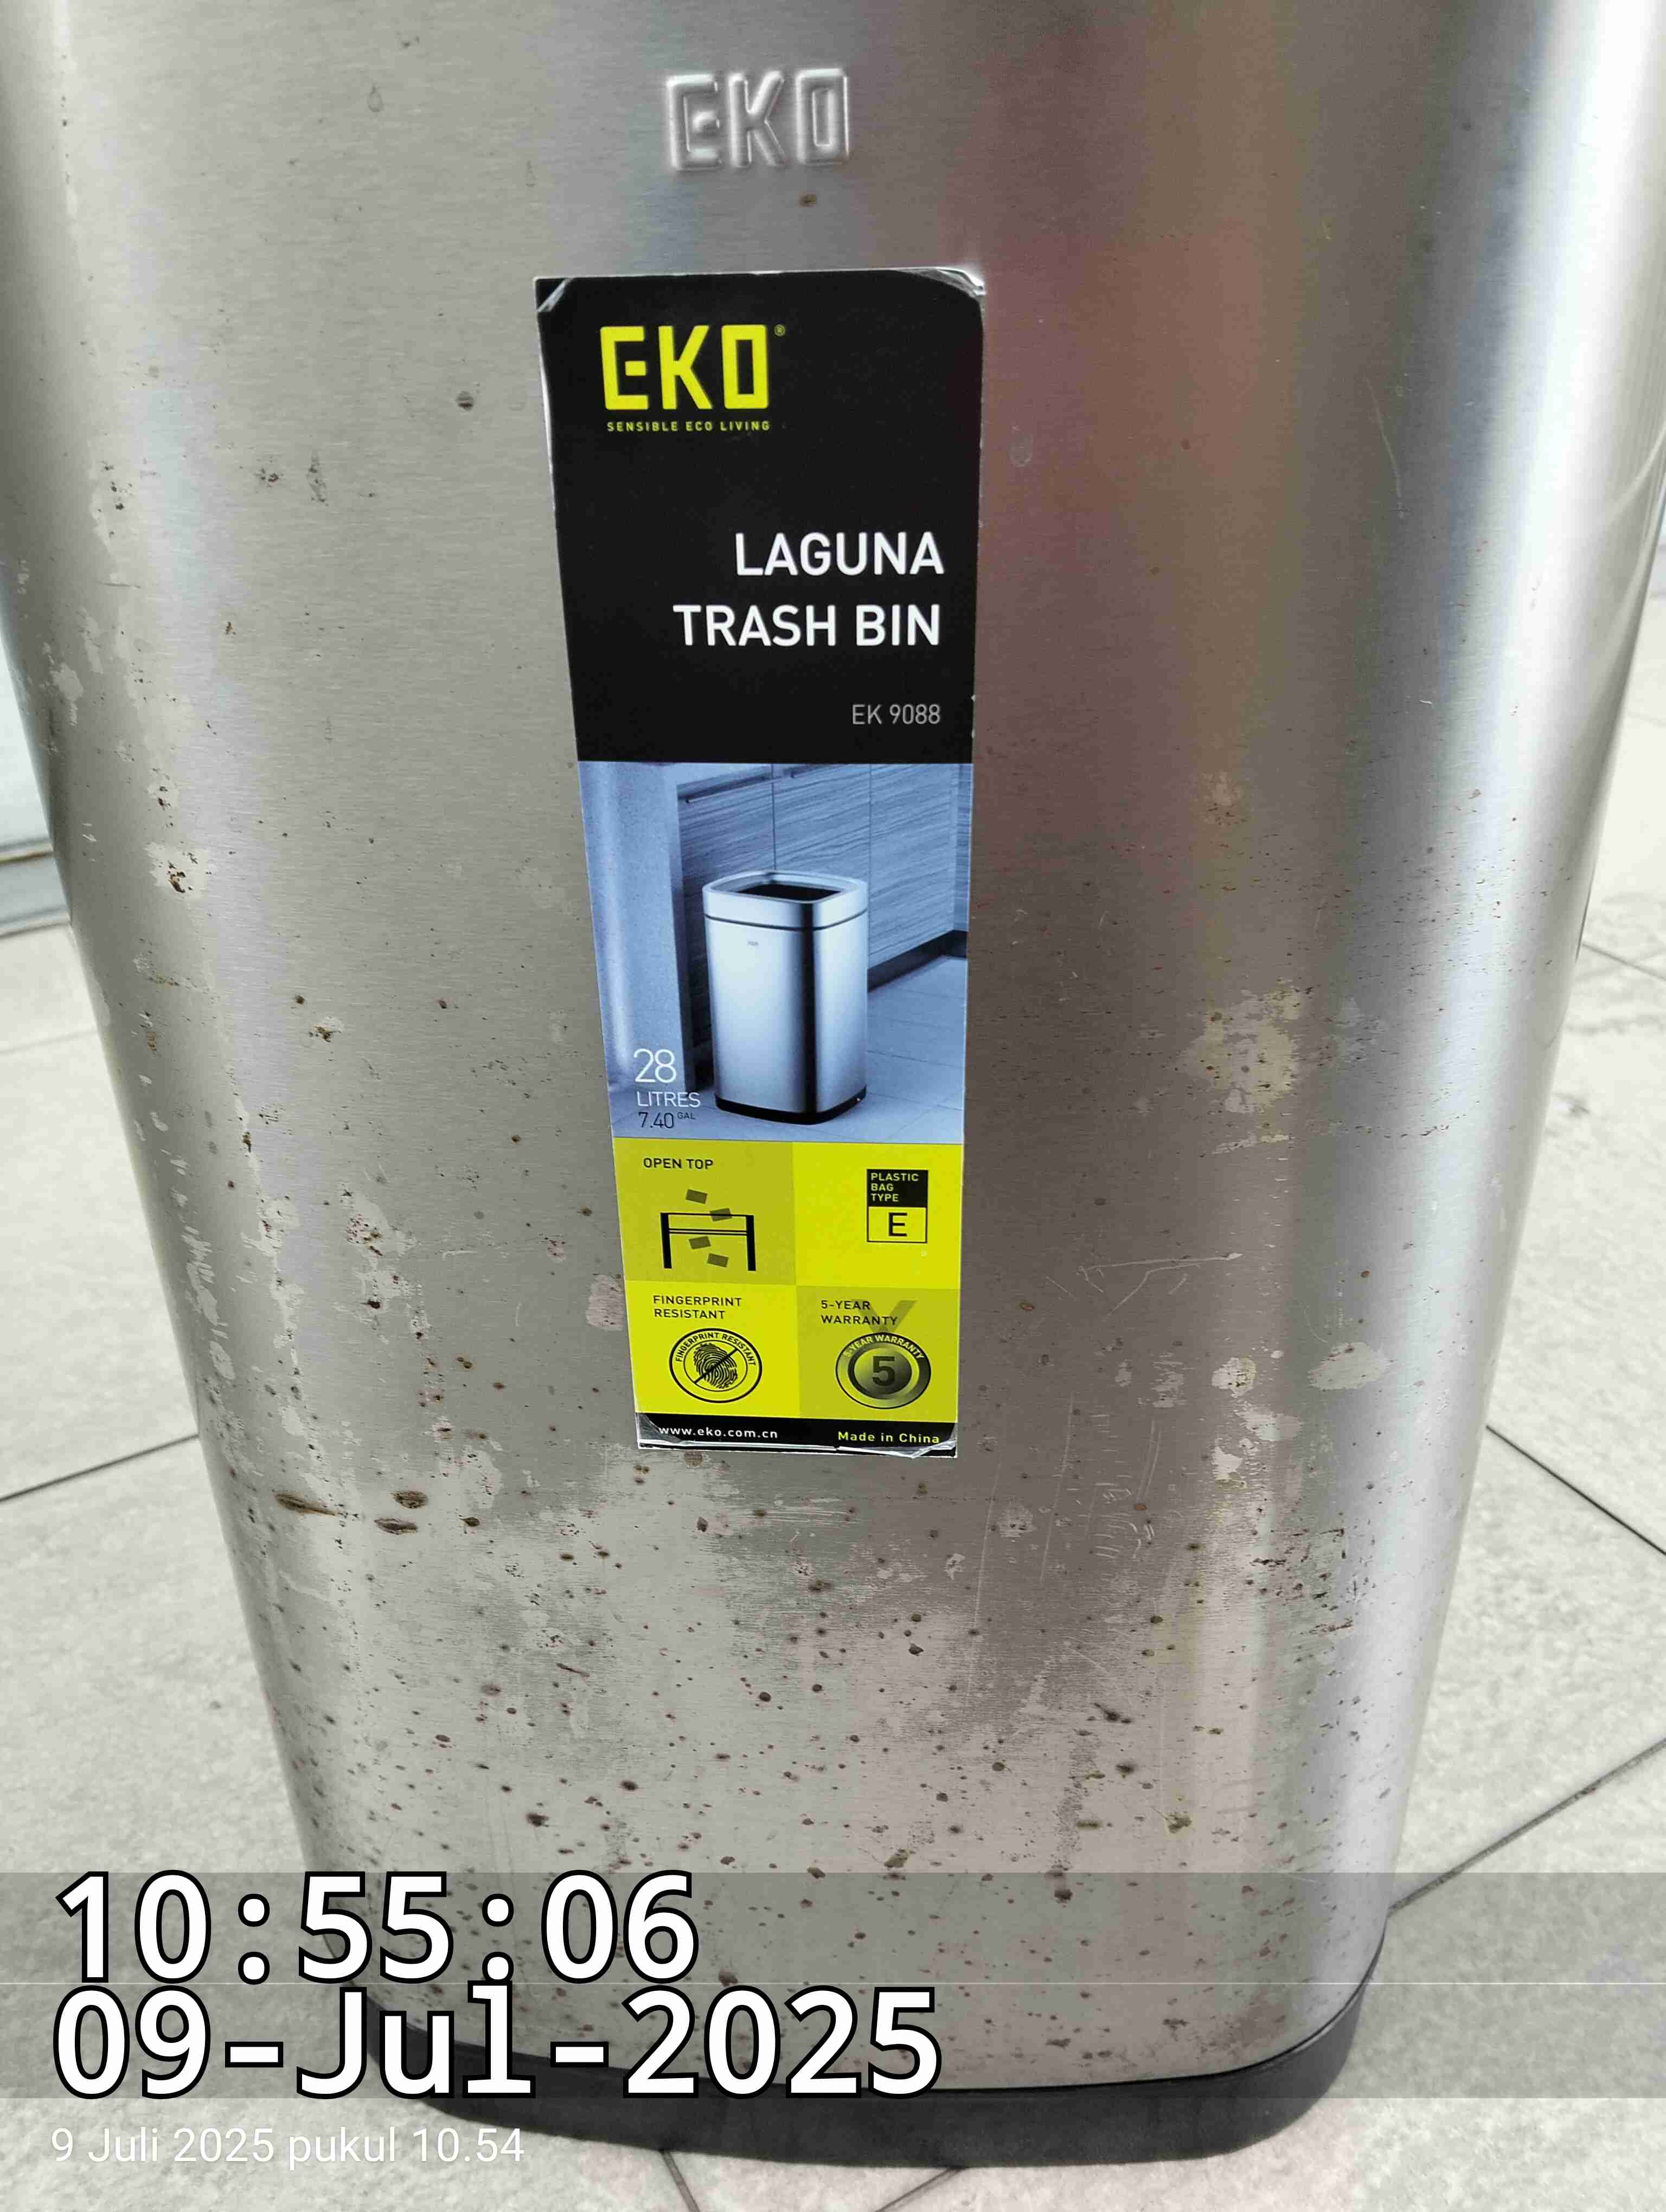 EKO
EKO®
SENSIBLE ECO LIVING
LAGUNA
TRASH BIN
EK 9088
28
LITRES
7.40 GAL
OPEN TOP
PLASTIC
BAG
TYPE
E
FINGERPRINT
RESISTANT
FINGERPRINT RESISTANT
5-YEAR
WARRANTY
5-YEAR WARRANTY
5
www.eko.com.cn
Made in China
10:55:06
09-Jul-2025
9 Juli 2025 pukul 10.54